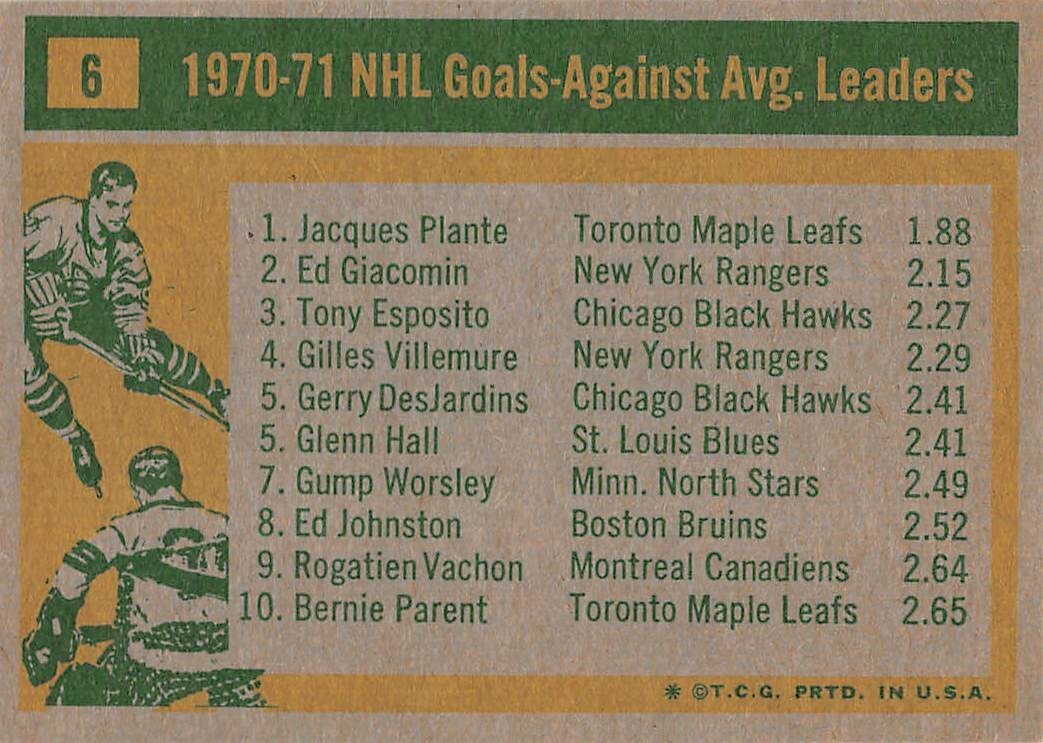 6 1970-71 NHL Goals-Against Avg. Leaders
1. Jacques Plante Toronto Maple Leafs 1.88
2. Ed Giacomin New York Rangers 2.15
3. Tony Esposito Chicago Black Hawks 2.27
4. Gilles Villemure New York Rangers 2.29
5. Gerry DesJardins Chicago Black Hawks 2.41
5. Glenn Hall St. Louis Blues 2.41
7. Gump Worsley Minn. North Stars 2.49
8. Ed Johnston Boston Bruins 2.52
9. Rogatien Vachon Montreal Canadiens 2.64
10. Bernie Parent Toronto Maple Leafs 2.65
* ©T.C.G. PRTD. IN U.S.A.